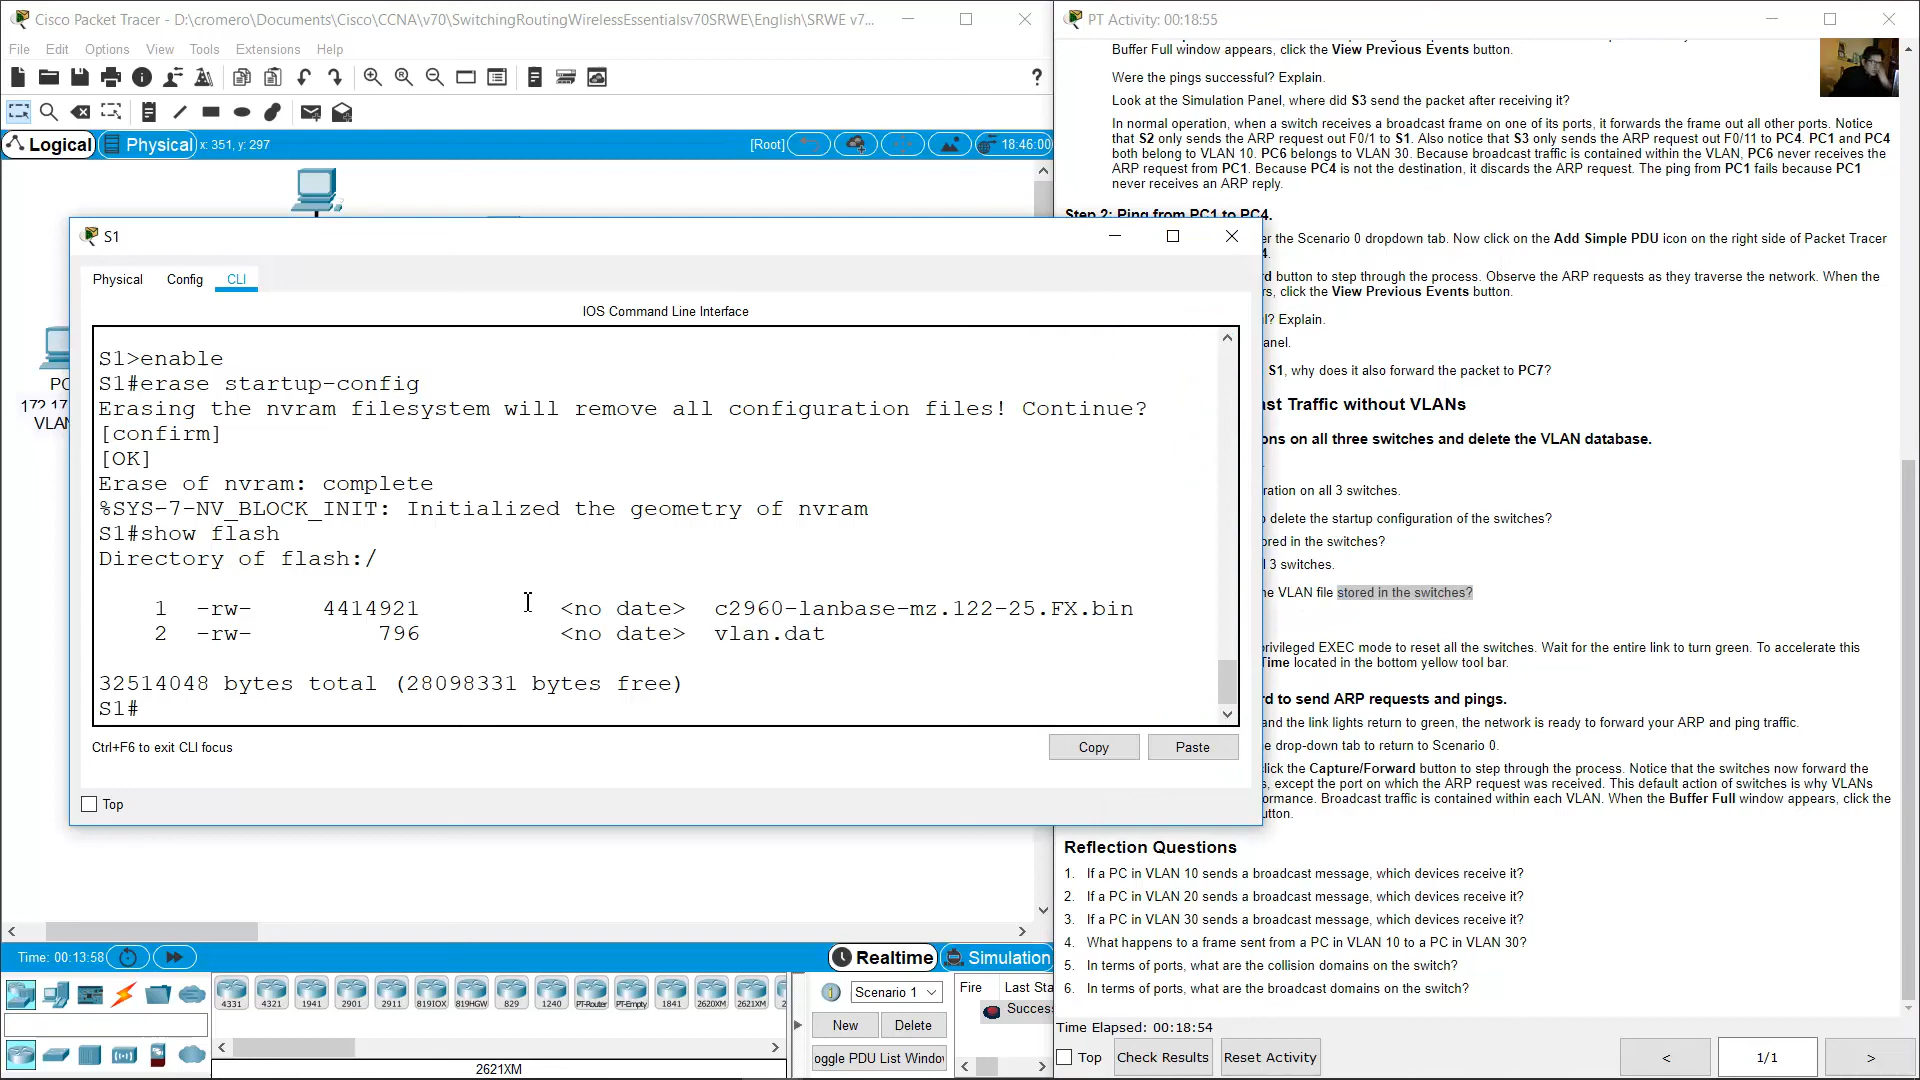 Cisco Packet Tracer - D:\cromero\Documents\Cisco\CCNA\v70\SwitchingRoutingWirelessEssentialsv70SRWE\English\SRWE v7...
File Edit Options View Tools Extensions Help
Logical
Physical
x: 351, y: 297
[Root]
18:46:00
PC
172.17
VLAN
S1
Physical Config CLI
IOS Command Line Interface
S1>enable
S1#erase startup-config
Erasing the nvram filesystem will remove all configuration files! Continue?
[confirm]
[OK]
Erase of nvram: complete
%SYS-7-NV_BLOCK_INIT: Initialized the geometry of nvram
S1#show flash
Directory of flash:/
1 -rw- 4414921 <no date> c2960-lanbase-mz.122-25.FX.bin
2 -rw- 796 <no date> vlan.dat
32514048 bytes total (28098331 bytes free)
S1#
Ctrl+F6 to exit CLI focus
Copy
Paste
Top
Time: 00:13:58
Realtime
Simulation
4331 4321 1941 2901 2911 819IOX 819HGW 829 1240 PT-Router PT-Empty 1841 2620XM 2621XM
2621XM
Scenario 1
New
Delete
oggle PDU List Windov
Fire Last Sta
Success
PT Activity: 00:18:55
Buffer Full window appears, click the View Previous Events button.
Were the pings successful? Explain.
Look at the Simulation Panel, where did S3 send the packet after receiving it?
In normal operation, when a switch receives a broadcast frame on one of its ports, it forwards the frame out all other ports. Notice
that S2 only sends the ARP request out F0/1 to S1. Also notice that S3 only sends the ARP request out F0/11 to PC4. PC1 and PC4
both belong to VLAN 10. PC6 belongs to VLAN 30. Because broadcast traffic is contained within the VLAN, PC6 never receives the
ARP request from PC1. Because PC4 is not the destination, it discards the ARP request. The ping from PC1 fails because PC1
never receives an ARP reply.
Step 2: Ping from PC1 to PC4.
er the Scenario 0 dropdown tab. Now click on the Add Simple PDU icon on the right side of Packet Tracer
4.
rd button to step through the process. Observe the ARP requests as they traverse the network. When the
rs, click the View Previous Events button.
l? Explain.
anel.
S1, why does it also forward the packet to PC7?
st Traffic without VLANs
ons on all three switches and delete the VLAN database.
ration on all 3 switches.
o delete the startup configuration of the switches?
ored in the switches?
l 3 switches.
he VLAN file stored in the switches?
privileged EXEC mode to reset all the switches. Wait for the entire link to turn green. To accelerate this
Time located in the bottom yellow tool bar.
rd to send ARP requests and pings.
and the link lights return to green, the network is ready to forward your ARP and ping traffic.
e drop-down tab to return to Scenario 0.
lick the Capture/Forward button to step through the process. Notice that the switches now forward the
s, except the port on which the ARP request was received. This default action of switches is why VLANs
ormance. Broadcast traffic is contained within each VLAN. When the Buffer Full window appears, click the
utton.
Reflection Questions
1. If a PC in VLAN 10 sends a broadcast message, which devices receive it?
2. If a PC in VLAN 20 sends a broadcast message, which devices receive it?
3. If a PC in VLAN 30 sends a broadcast message, which devices receive it?
4. What happens to a frame sent from a PC in VLAN 10 to a PC in VLAN 30?
5. In terms of ports, what are the collision domains on the switch?
6. In terms of ports, what are the broadcast domains on the switch?
Time Elapsed: 00:18:54
Top
Check Results
Reset Activity
<
1/1
>